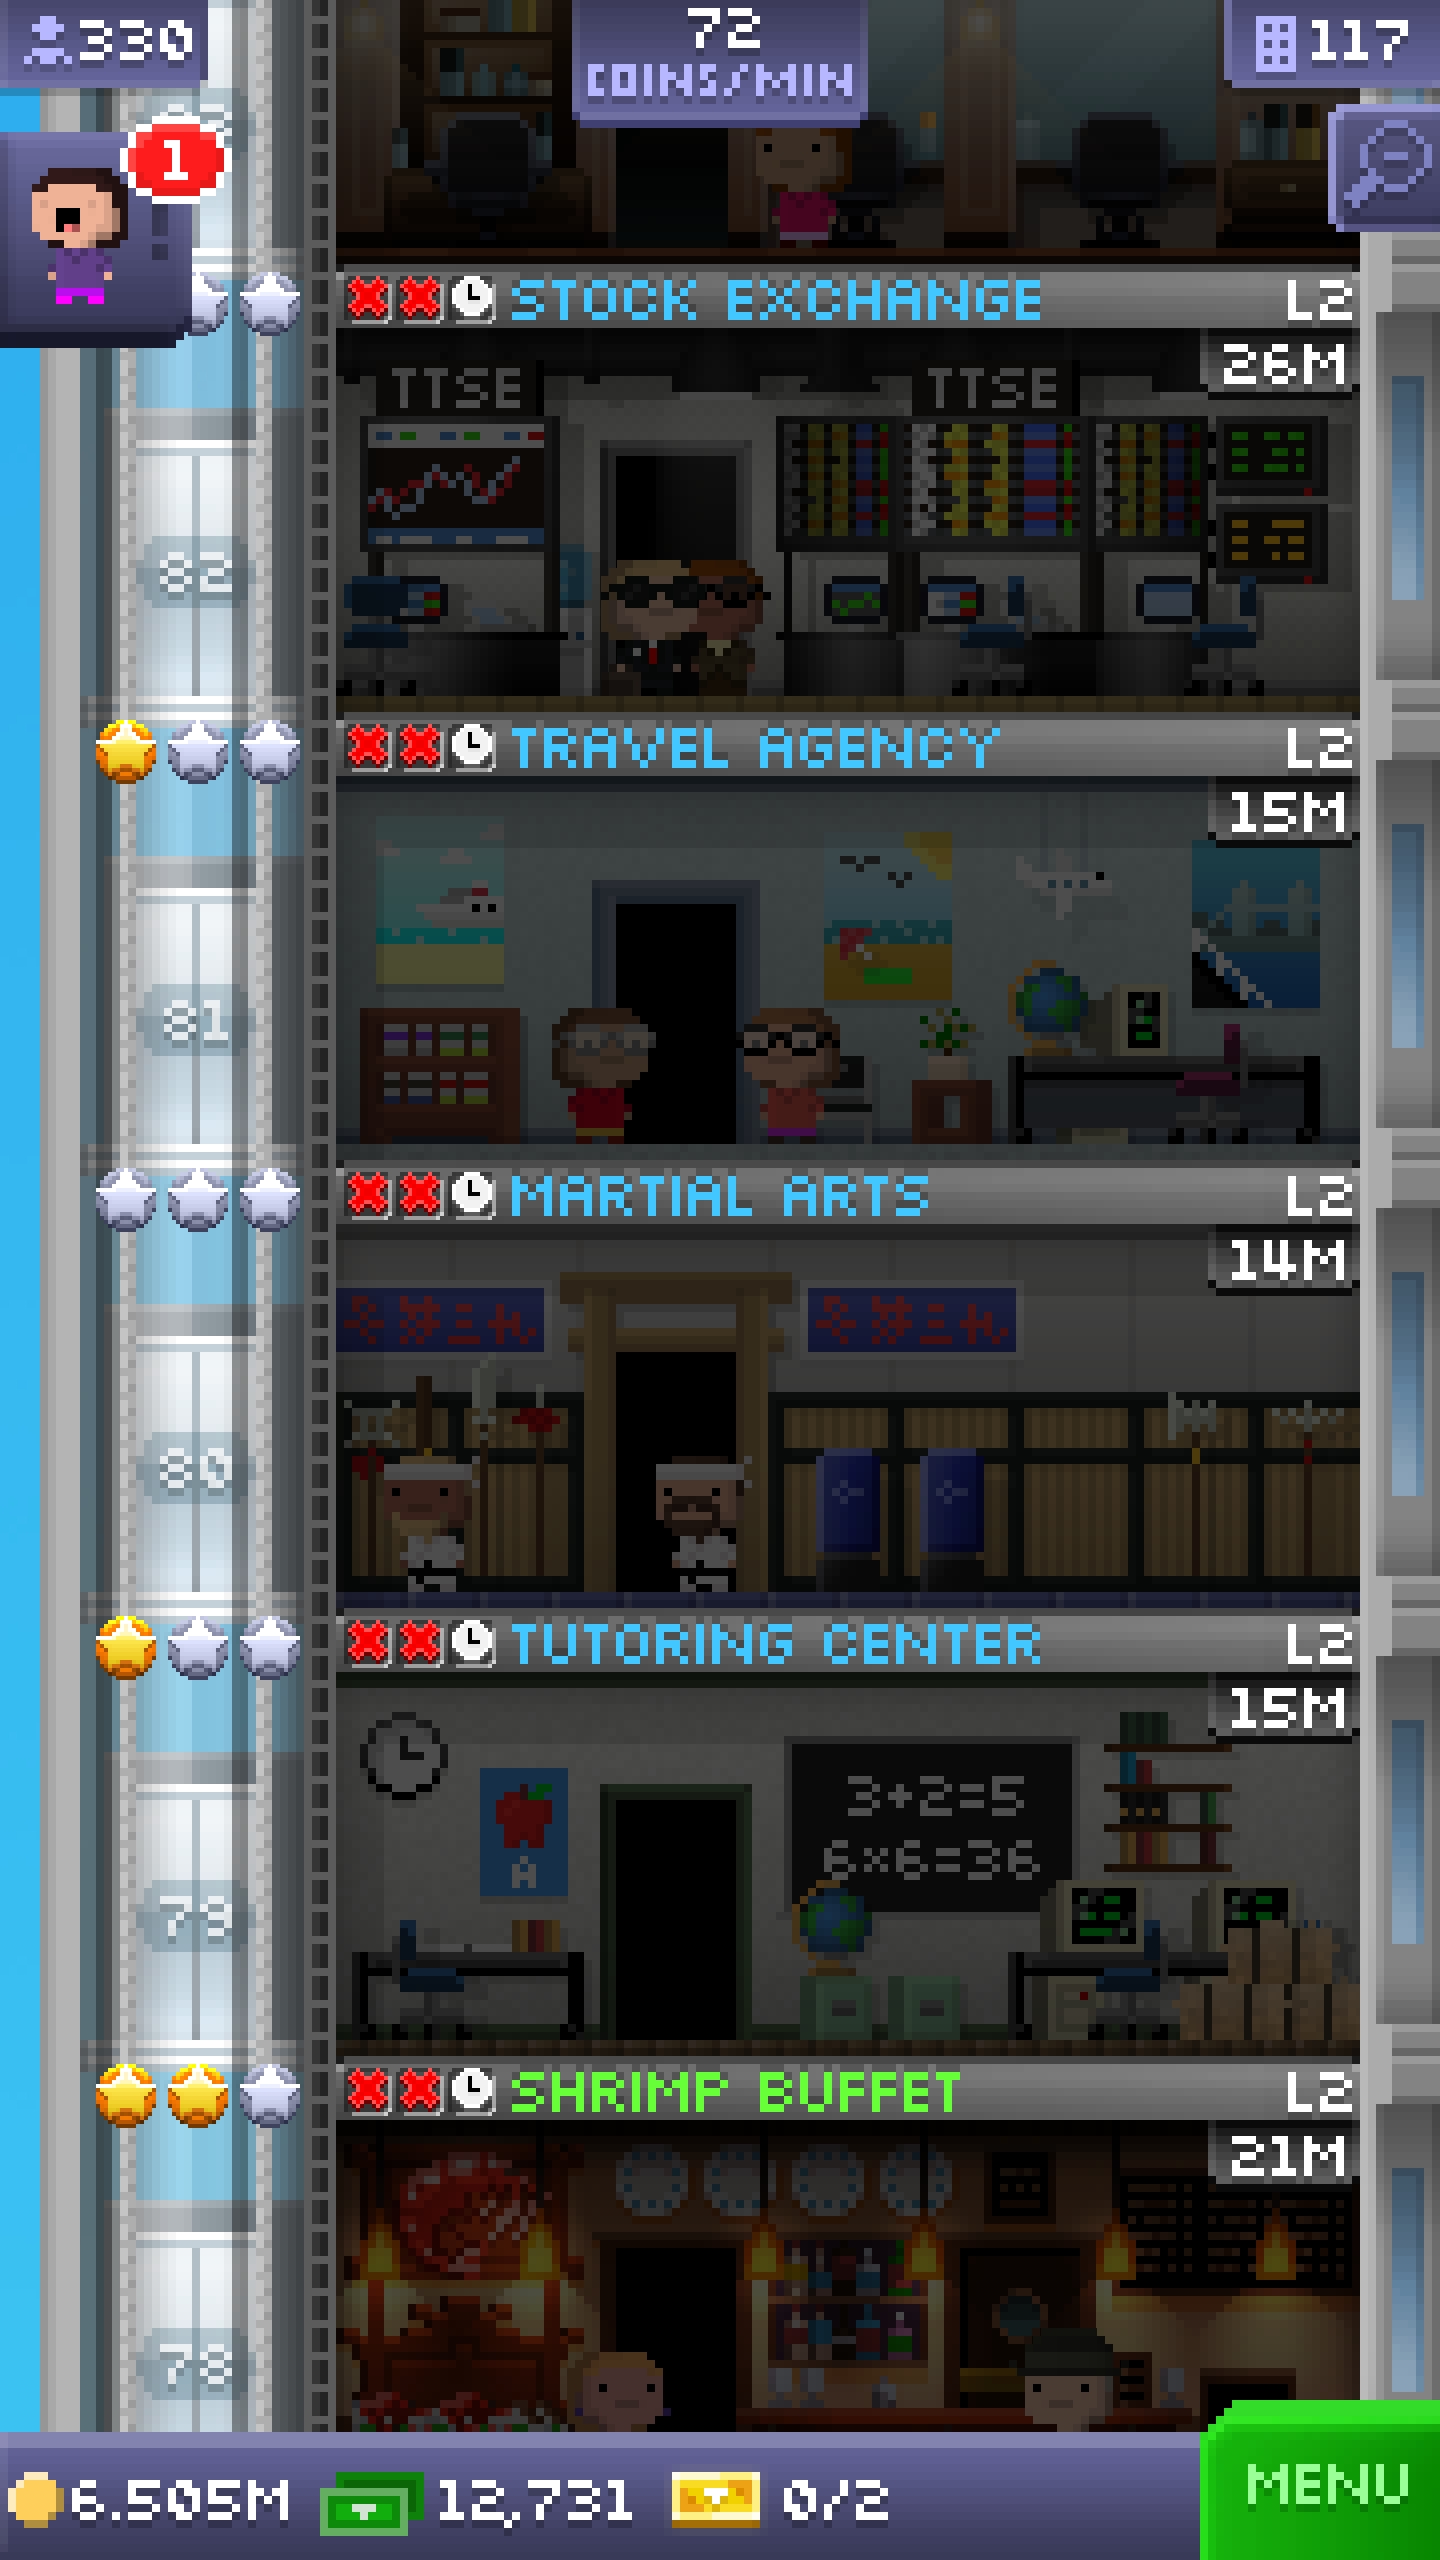 330
72
COINS/MIN
117
1
STOCK EXCHANGE L2
26M
TTSE TTSE
82
TRAVEL AGENCY L2
15M
81
MARTIAL ARTS L2
14M
80
TUTORING CENTER L2
15M
3+2=5
6×6=36
A
79
SHRIMP BUFFET L2
21M
78
6.505M 12,731 0/2 MENU